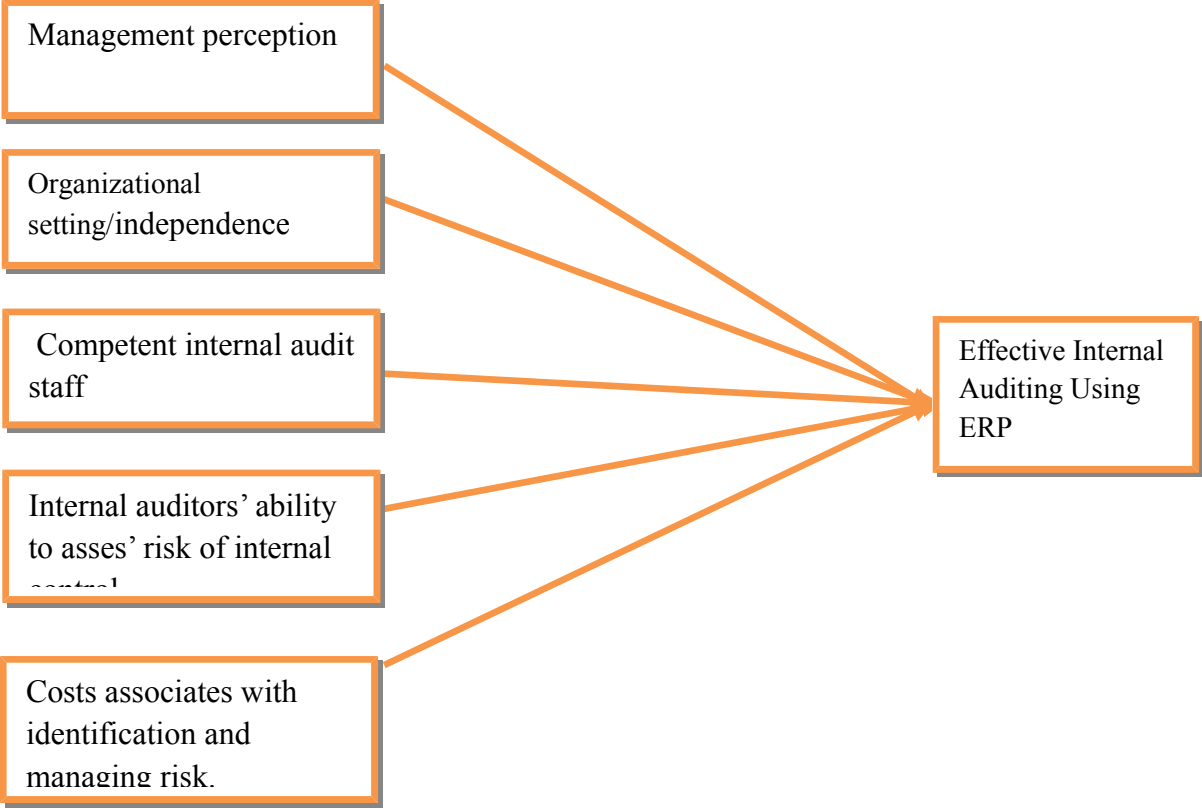 Management perception
Organizational
setting/independence
Competent internal audit
staff
Internal auditors’ ability
to asses’ risk of internal
control
Costs associates with
identification and
managing risk.
Effective Internal
Auditing Using
ERP